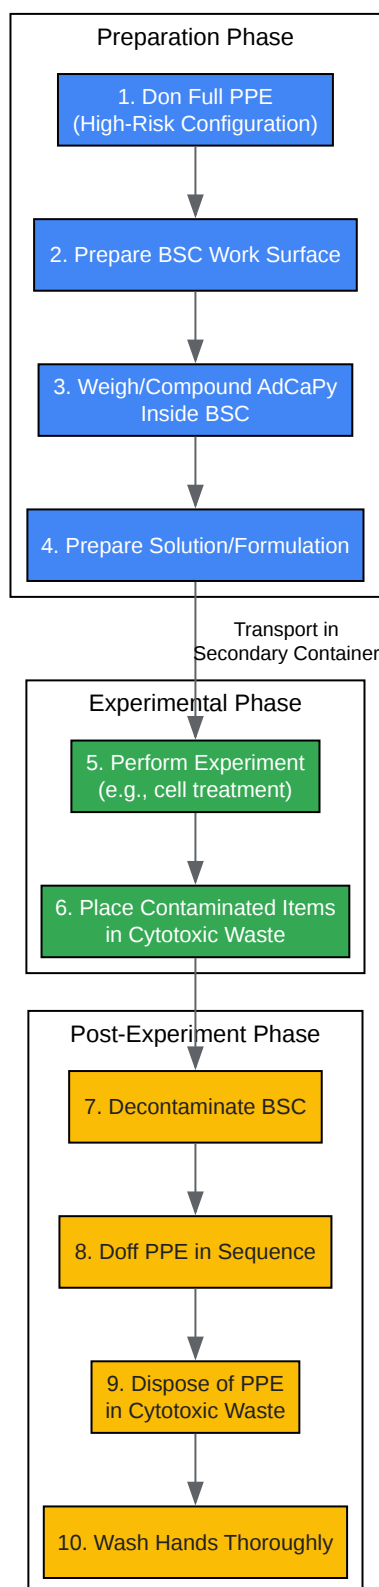 Preparation Phase
1. Don Full PPE
(High-Risk Configuration)
2. Prepare BSC Work Surface
3. Weigh/Compound AdCaPy
Inside BSC
4. Prepare Solution/Formulation
Transport in
Secondary Container
Experimental Phase
5. Perform Experiment
(e.g., cell treatment)
6. Place Contaminated Items
in Cytotoxic Waste
Post-Experiment Phase
7. Decontaminate BSC
8. Doff PPE in Sequence
9. Dispose of PPE
in Cytotoxic Waste
10. Wash Hands Thoroughly